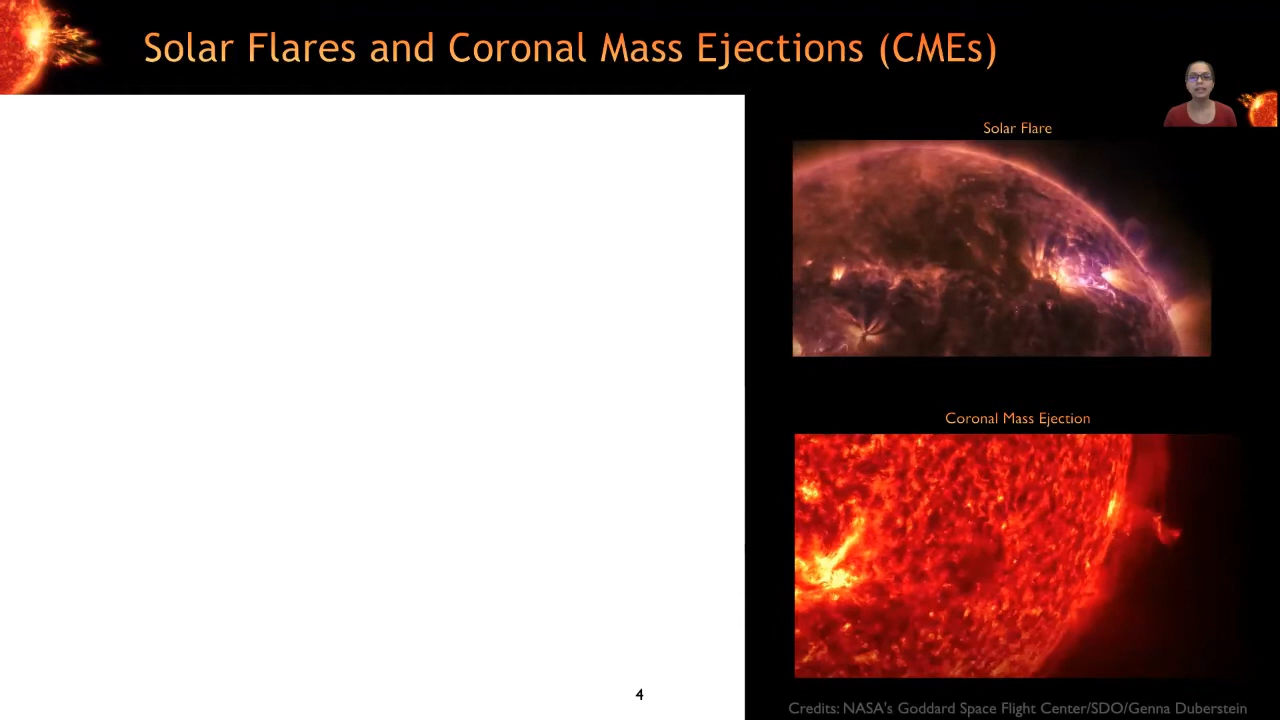 Solar Flares and Coronal Mass Ejections (CMEs)
Solar Flare
Coronal Mass Ejection
4
Credits: NASA's Goddard Space Flight Center/SDO/Genna Duberstein